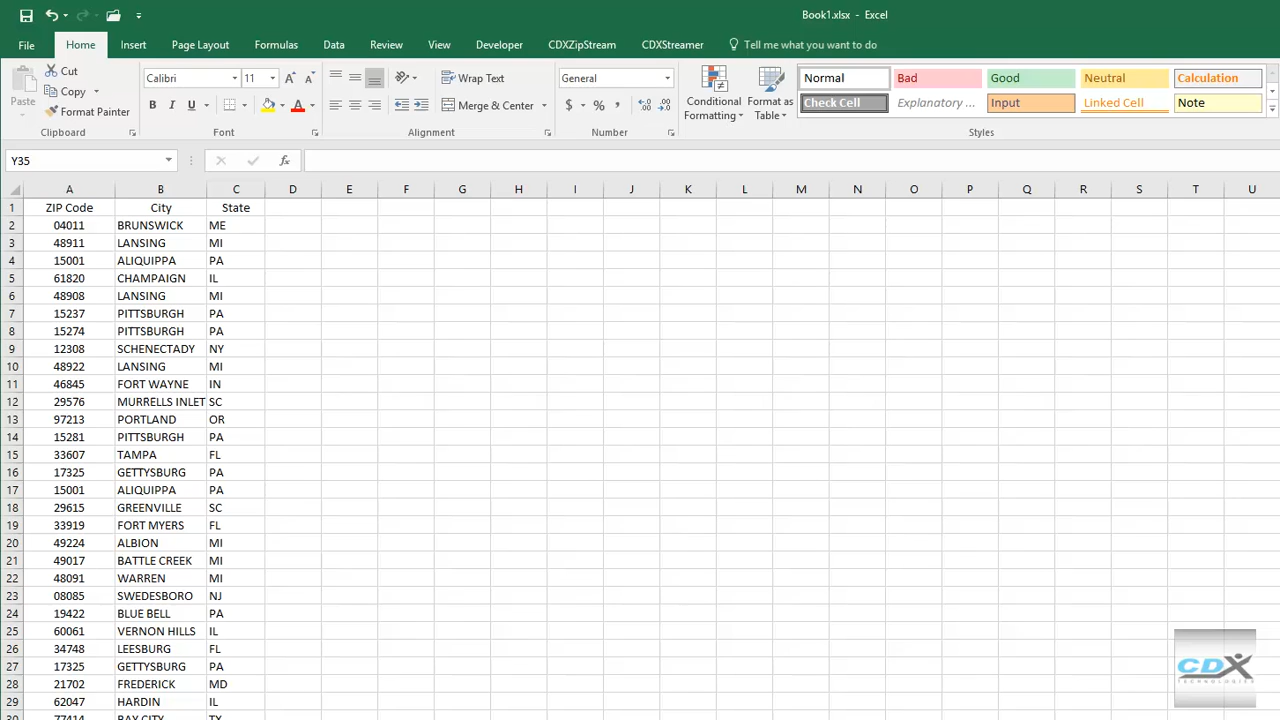 Book1.xlsx - Excel
File Home Insert Page Layout Formulas Data Review View Developer CDXZipStream CDXStreamer Tell me what you want to do
Cut
Copy
Format Painter
Paste
Clipboard
Calibri 11 A A
B I U A
Font
Wrap Text
Merge & Center
Alignment
General
$ % ,
Number
Conditional Formatting
Format as Table
Normal Bad Good Neutral Calculation
Check Cell Explanatory ... Input Linked Cell Note
Styles
Y35 fx
A B C D E F G H I J K L M N O P Q R S T U
1 ZIP Code City State
2 04011 BRUNSWICK ME
3 48911 LANSING MI
4 15001 ALIQUIPPA PA
5 61820 CHAMPAIGN IL
6 48908 LANSING MI
7 15237 PITTSBURGH PA
8 15274 PITTSBURGH PA
9 12308 SCHENECTADY NY
10 48922 LANSING MI
11 46845 FORT WAYNE IN
12 29576 MURRELLS INLET SC
13 97213 PORTLAND OR
14 15281 PITTSBURGH PA
15 33607 TAMPA FL
16 17325 GETTYSBURG PA
17 15001 ALIQUIPPA PA
18 29615 GREENVILLE SC
19 33919 FORT MYERS FL
20 49224 ALBION MI
21 49017 BATTLE CREEK MI
22 48091 WARREN MI
23 08085 SWEDESBORO NJ
24 19422 BLUE BELL PA
25 60061 VERNON HILLS IL
26 34748 LEESBURG FL
27 17325 GETTYSBURG PA
28 21702 FREDERICK MD
29 62047 HARDIN IL
30 77414 BAY CITY TX
CDX
TECHNOLOGIES